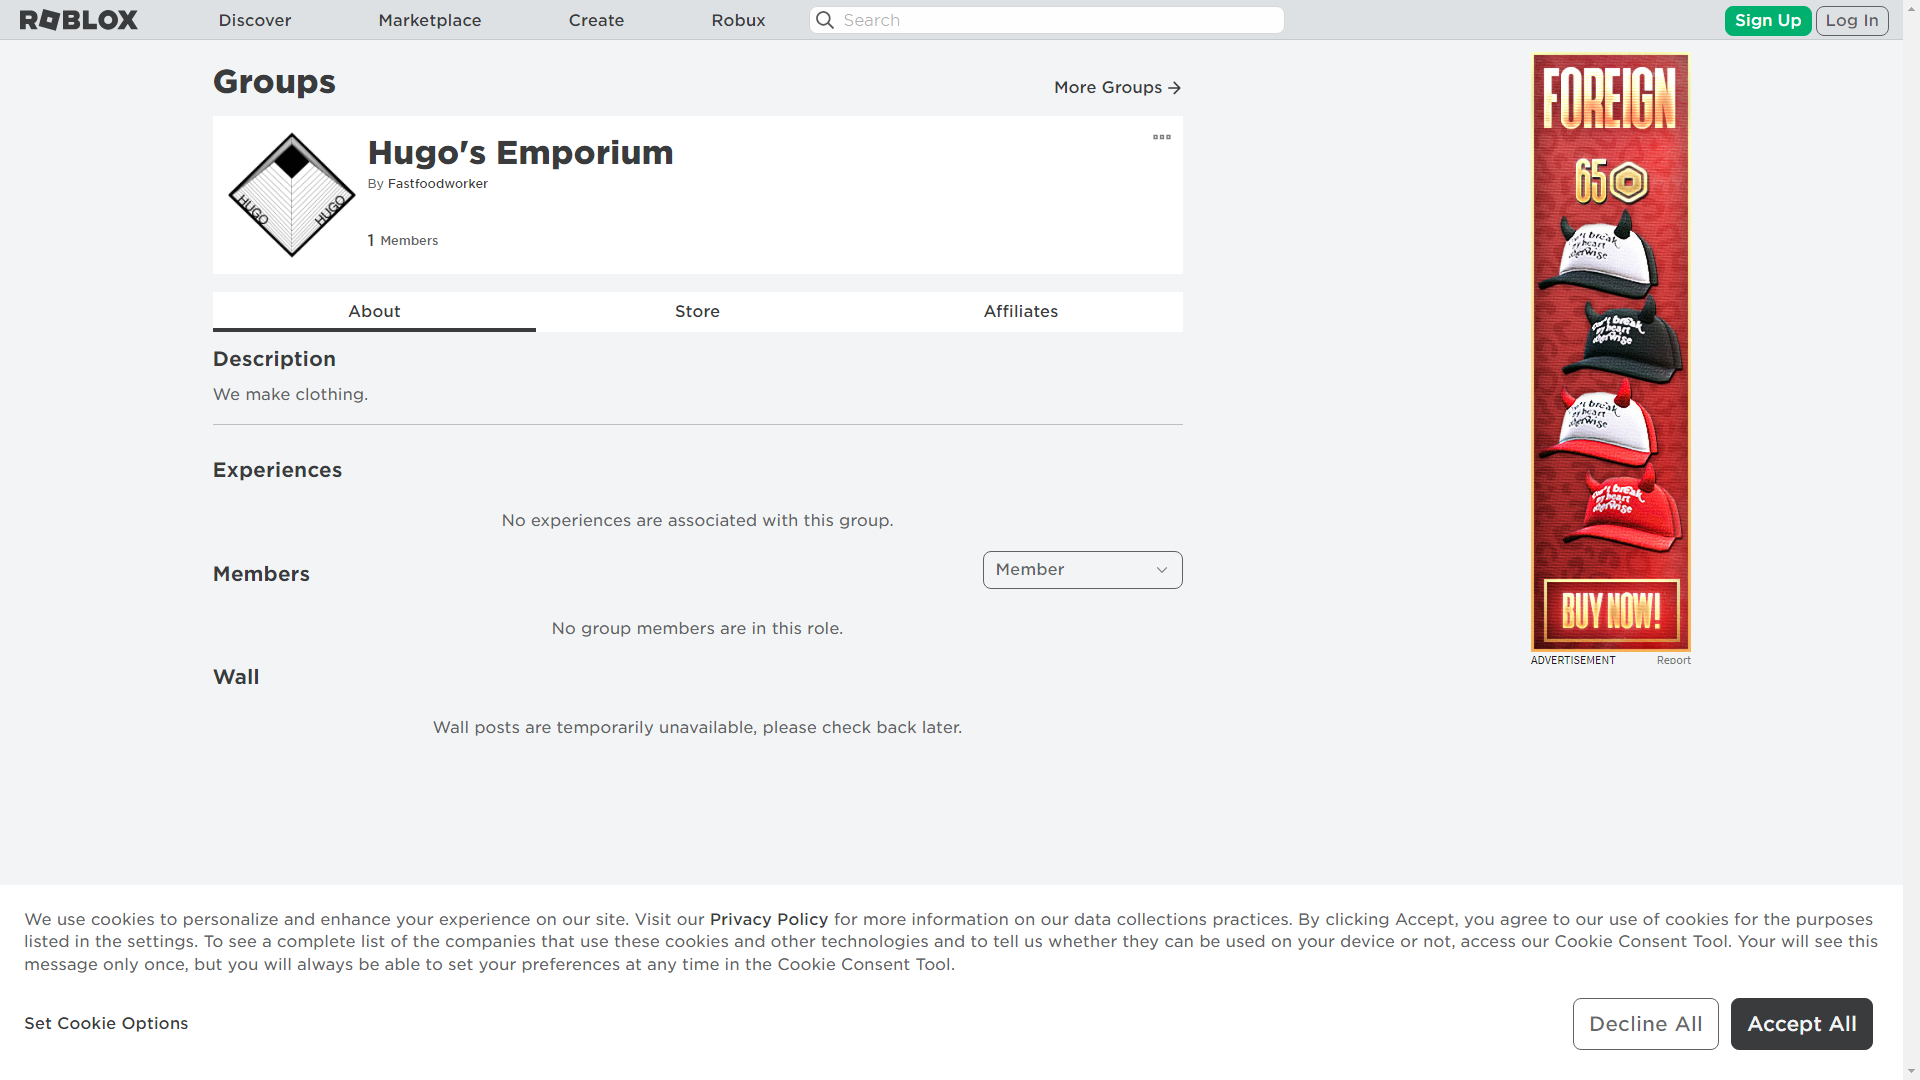 ROBLOX
Discover
Marketplace
Create
Robux
Search
Sign Up
Log In
Groups
More Groups
Hugo's Emporium
By Fastfoodworker
1 Members
HUGO
HUGO
About
Store
Affiliates
Description
We make clothing.
Experiences
No experiences are associated with this group.
Members
Member
No group members are in this role.
Wall
Wall posts are temporarily unavailable, please check back later.
FOREIGN
65
BUY NOW!
ADVERTISEMENT
Report
We use cookies to personalize and enhance your experience on our site. Visit our Privacy Policy for more information on our data collections practices. By clicking Accept, you agree to our use of cookies for the purposes
listed in the settings. To see a complete list of the companies that use these cookies and other technologies and to tell us whether they can be used on your device or not, access our Cookie Consent Tool. Your will see this
message only once, but you will always be able to set your preferences at any time in the Cookie Consent Tool.
Set Cookie Options
Decline All
Accept All